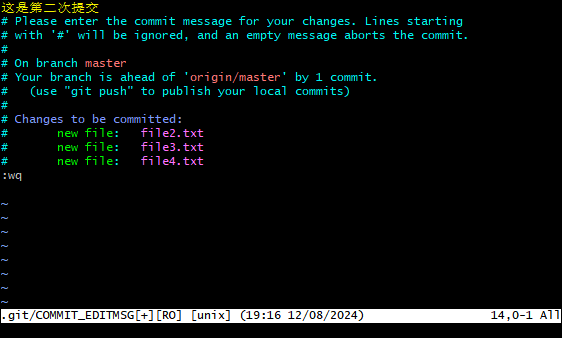 这是第二次提交
# Please enter the commit message for your changes. Lines starting
# with '#' will be ignored, and an empty message aborts the commit.
#
# On branch master
# Your branch is ahead of 'origin/master' by 1 commit.
#   (use "git push" to publish your local commits)
#
# Changes to be committed:
#       new file:   file2.txt
#       new file:   file3.txt
#       new file:   file4.txt
:wq

~
~
~
~
~
~
~
~
.git/COMMIT_EDITMSG[+][RO] [unix] (19:16 12/08/2024) 14,0-1 All